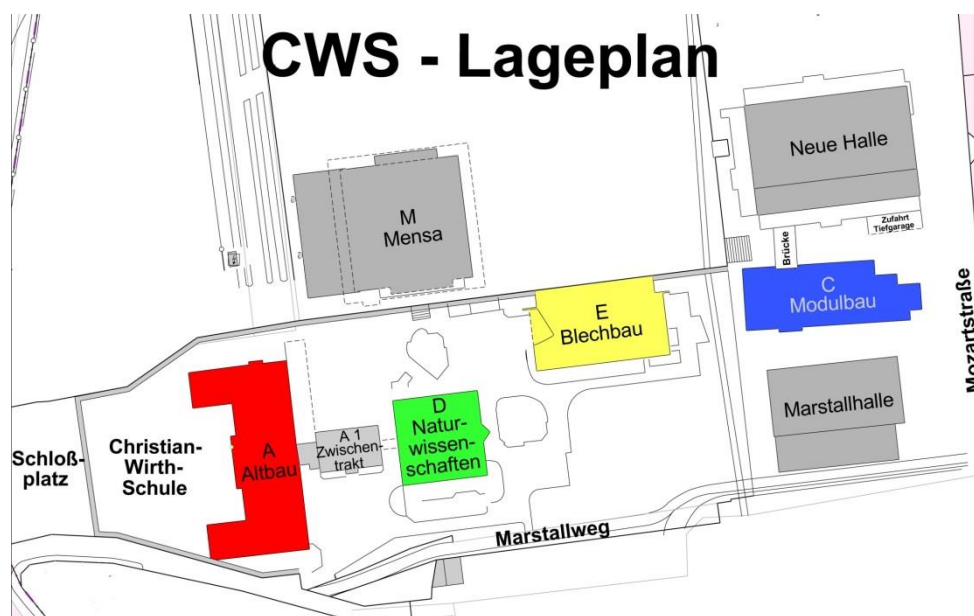 CWS - Lageplan
Neue Halle
M
Mensa
Zufahrt
Tiefgarage
Brücke
C
Modulbau
E
Blechbau
Mozartstraße
Marstallhalle
D
Natur-
wissen-
schaften
A 1
Zwischen-
trakt
A
Altbau
Christian-
Wirth-
Schule
Schloß-
platz
Marstallweg